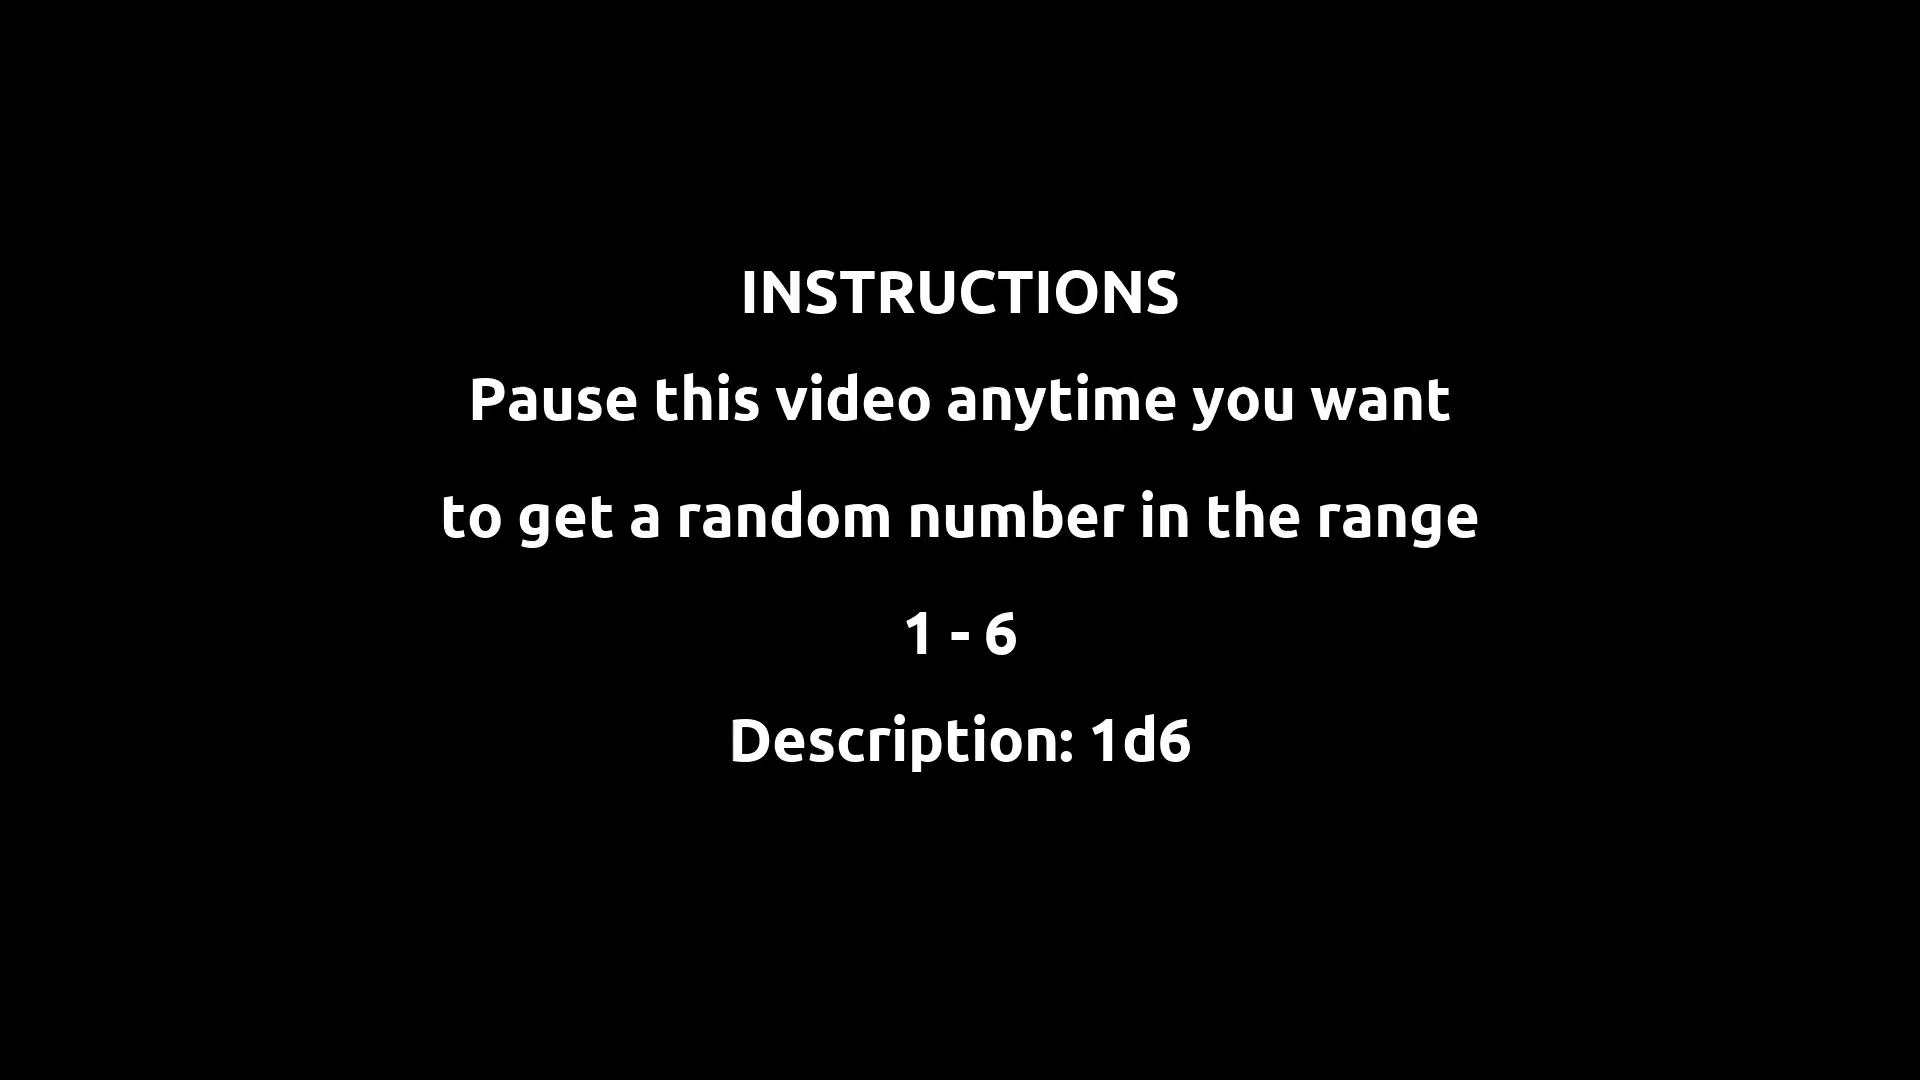 INSTRUCTIONS
Pause this video anytime you want
to get a random number in the range
1 - 6
Description: 1d6